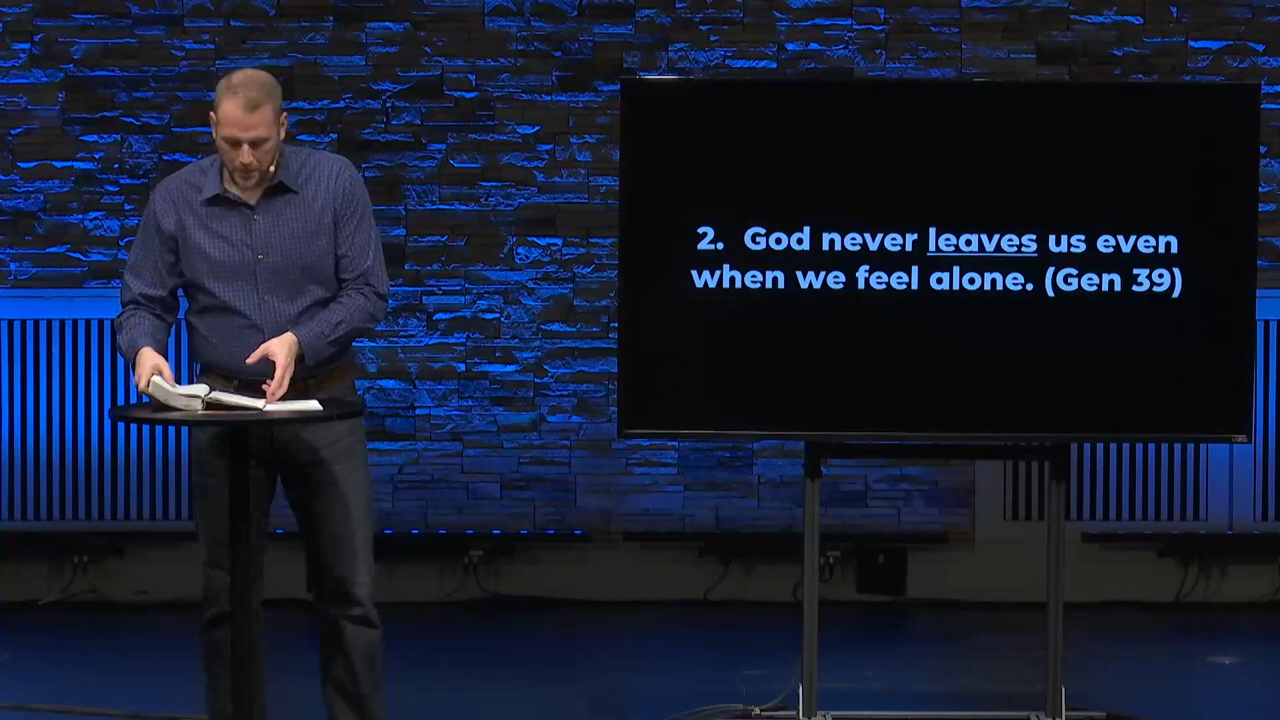 2. God never leaves us even
when we feel alone. (Gen 39)